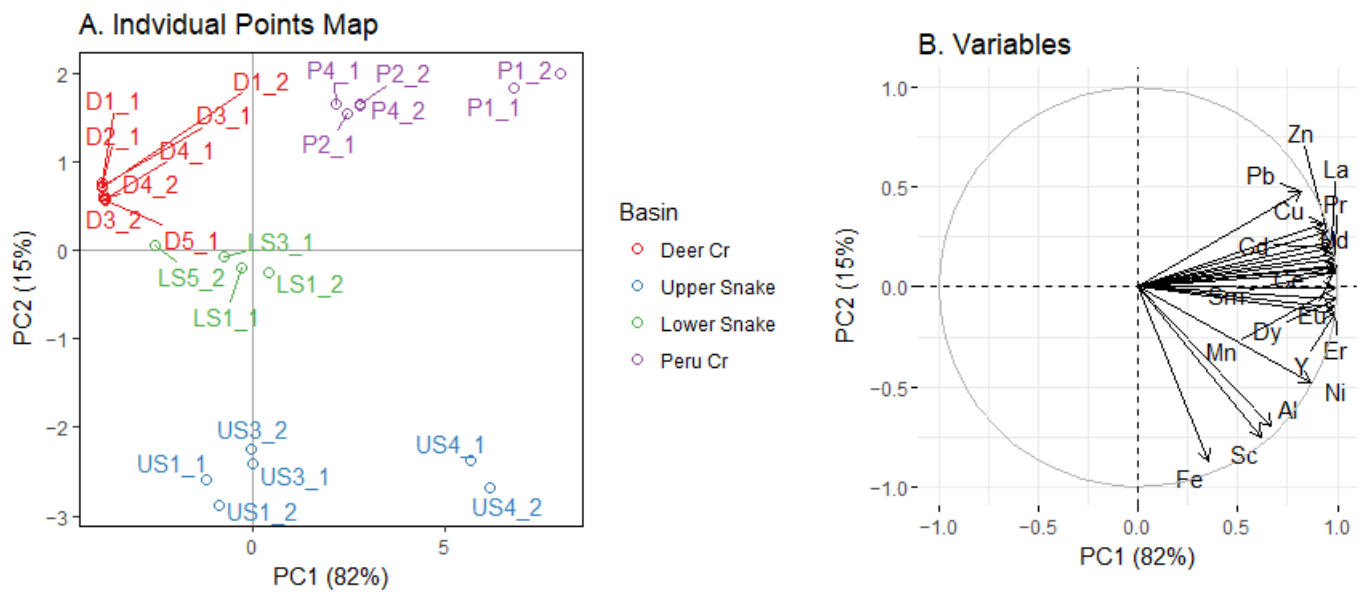 A. Indvidual Points Map
2
1
0
−1
−2
−3
PC2 (15%)
D1_1
D1_2
D2_1
D3_1
D4_1
D4_2
D3_2
D5_1
P4_1
P2_2
P4_2
P2_1
P1_2
P1_1
LS3_1
LS5_2
LS1_2
LS1_1
US3_2
US1_1
US3_1
US1_2
US4_1
US4_2
0
5
PC1 (82%)
Basin
Deer Cr
Upper Snake
Lower Snake
Peru Cr
B. Variables
1.0
0.5
0.0
−0.5
−1.0
PC2 (15%)
Zn
La
Pb
Pr
Cu
Gd
Nd
Ce
Sm
Eu
Dy
Mn
Er
Y
Ni
Al
Sc
Fe
−1.0
−0.5
0.0
0.5
1.0
PC1 (82%)